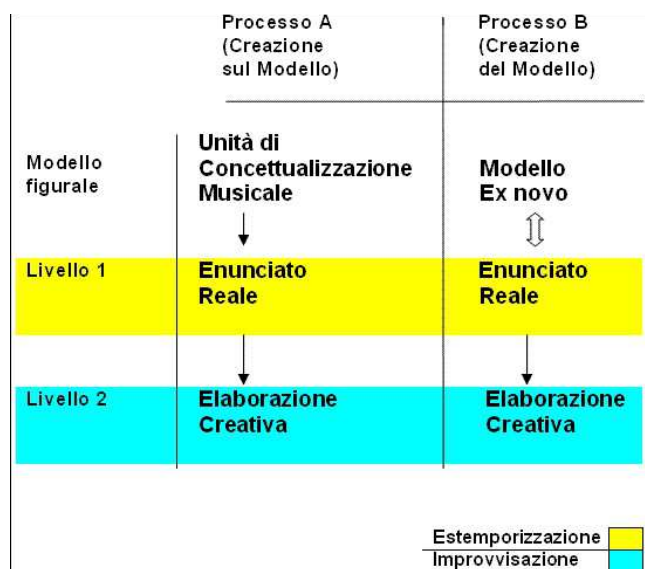 Processo A
(Creazione
sul Modello)
Processo B
(Creazione
del Modello)
Modello
figurale
Unità di
Concettualizzazione
Musicale
Modello
Ex novo
Livello 1
Enunciato
Reale
Enunciato
Reale
Livello 2
Elaborazione
Creativa
Elaborazione
Creativa
Estemporizzazione
Improvvisazione